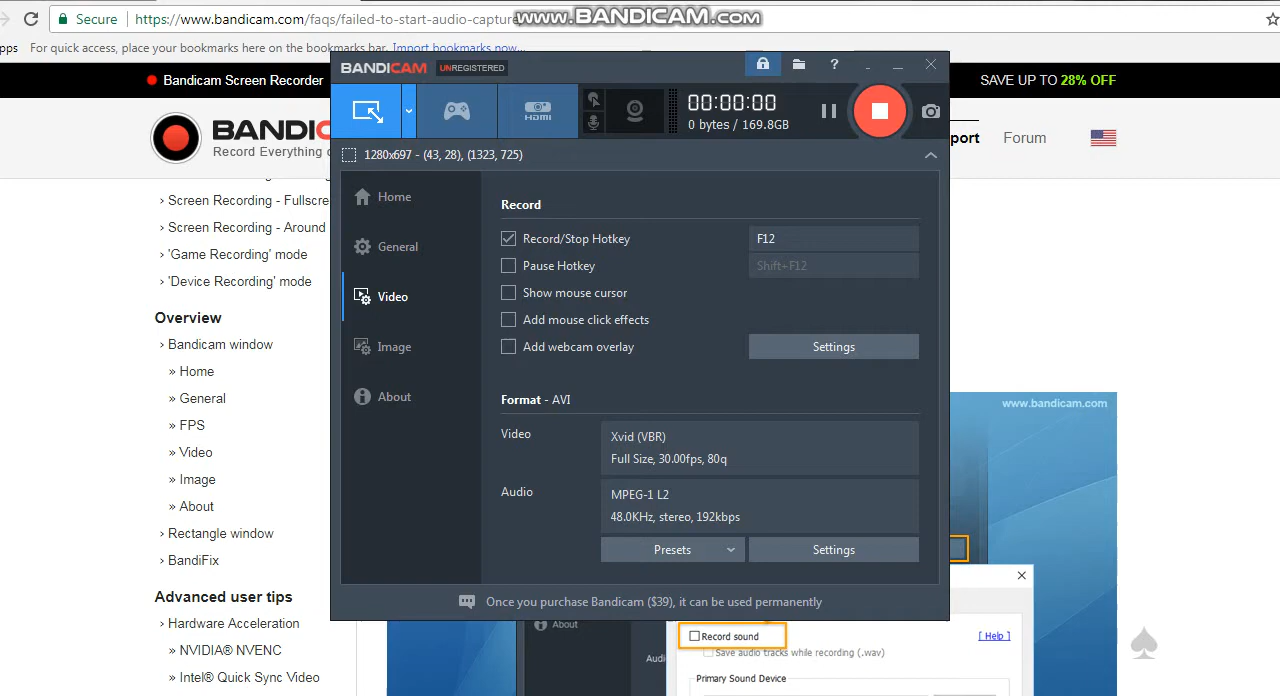 Secure
https://www.bandicam.com/faqs/failed-to-start-audio-capture
www.BANDICAM.com
pps
For quick access, place your bookmarks here on the bookmarks bar. Import bookmarks now...
Bandicam Screen Recorder
SAVE UP TO 28% OFF
BANDIC
Record Everything
port
Forum
› Screen Recording - Fullscre
› Screen Recording - Around
› 'Game Recording' mode
› 'Device Recording' mode
Overview
› Bandicam window
» Home
» General
» FPS
» Video
» Image
» About
› Rectangle window
› BandiFix
Advanced user tips
› Hardware Acceleration
» NVIDIA® NVENC
» Intel® Quick Sync Video
BANDICAM
UNREGISTERED
?
HDMI
00:00:00
0 bytes / 169.8GB
1280x697 - (43, 28), (1323, 725)
Home
General
Video
Image
About
Record
Record/Stop Hotkey
F12
Pause Hotkey
Shift+F12
Show mouse cursor
Add mouse click effects
Add webcam overlay
Settings
Format - AVI
Video
Xvid (VBR)
Full Size, 30.00fps, 80q
Audio
MPEG-1 L2
48.0KHz, stereo, 192kbps
Presets
Settings
Once you purchase Bandicam ($39), it can be used permanently
www.bandicam.com
About
Audi
Record sound
[ Help ]
Save audio tracks while recording (.wav)
Primary Sound Device